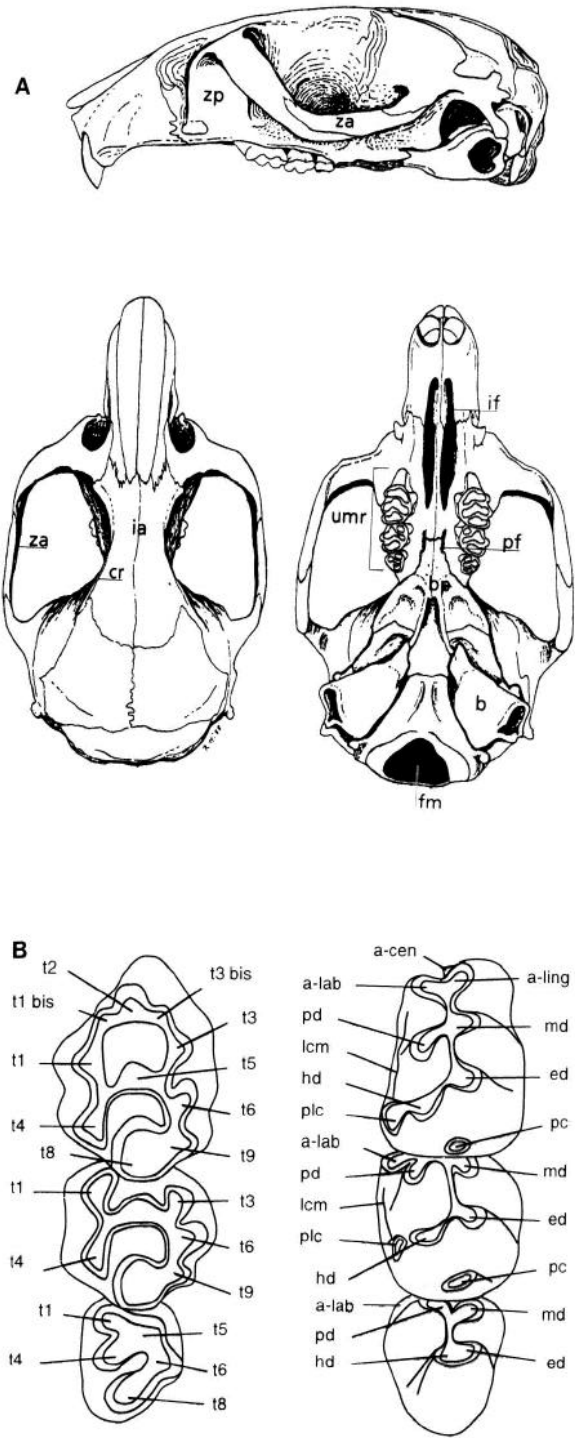 A
zp
za
if
umr
za
ia
pf
cr
bp
b
fm
B
t2
t3 bis
t1 bis
t3
t1
t5
t6
t4
t8
t9
t1
t3
t6
t4
t9
t1
t5
t4
t6
t8
a-cen
a-lab
a-ling
pd
md
lcm
hd
ed
plc
pc
a-lab
pd
md
lcm
ed
plc
hd
pc
a-lab
md
pd
hd
ed